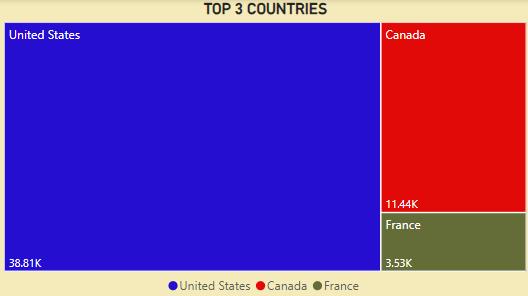 TOP 3 COUNTRIES
United States
38.81K
Canada
11.44K
France
3.53K
United States Canada France